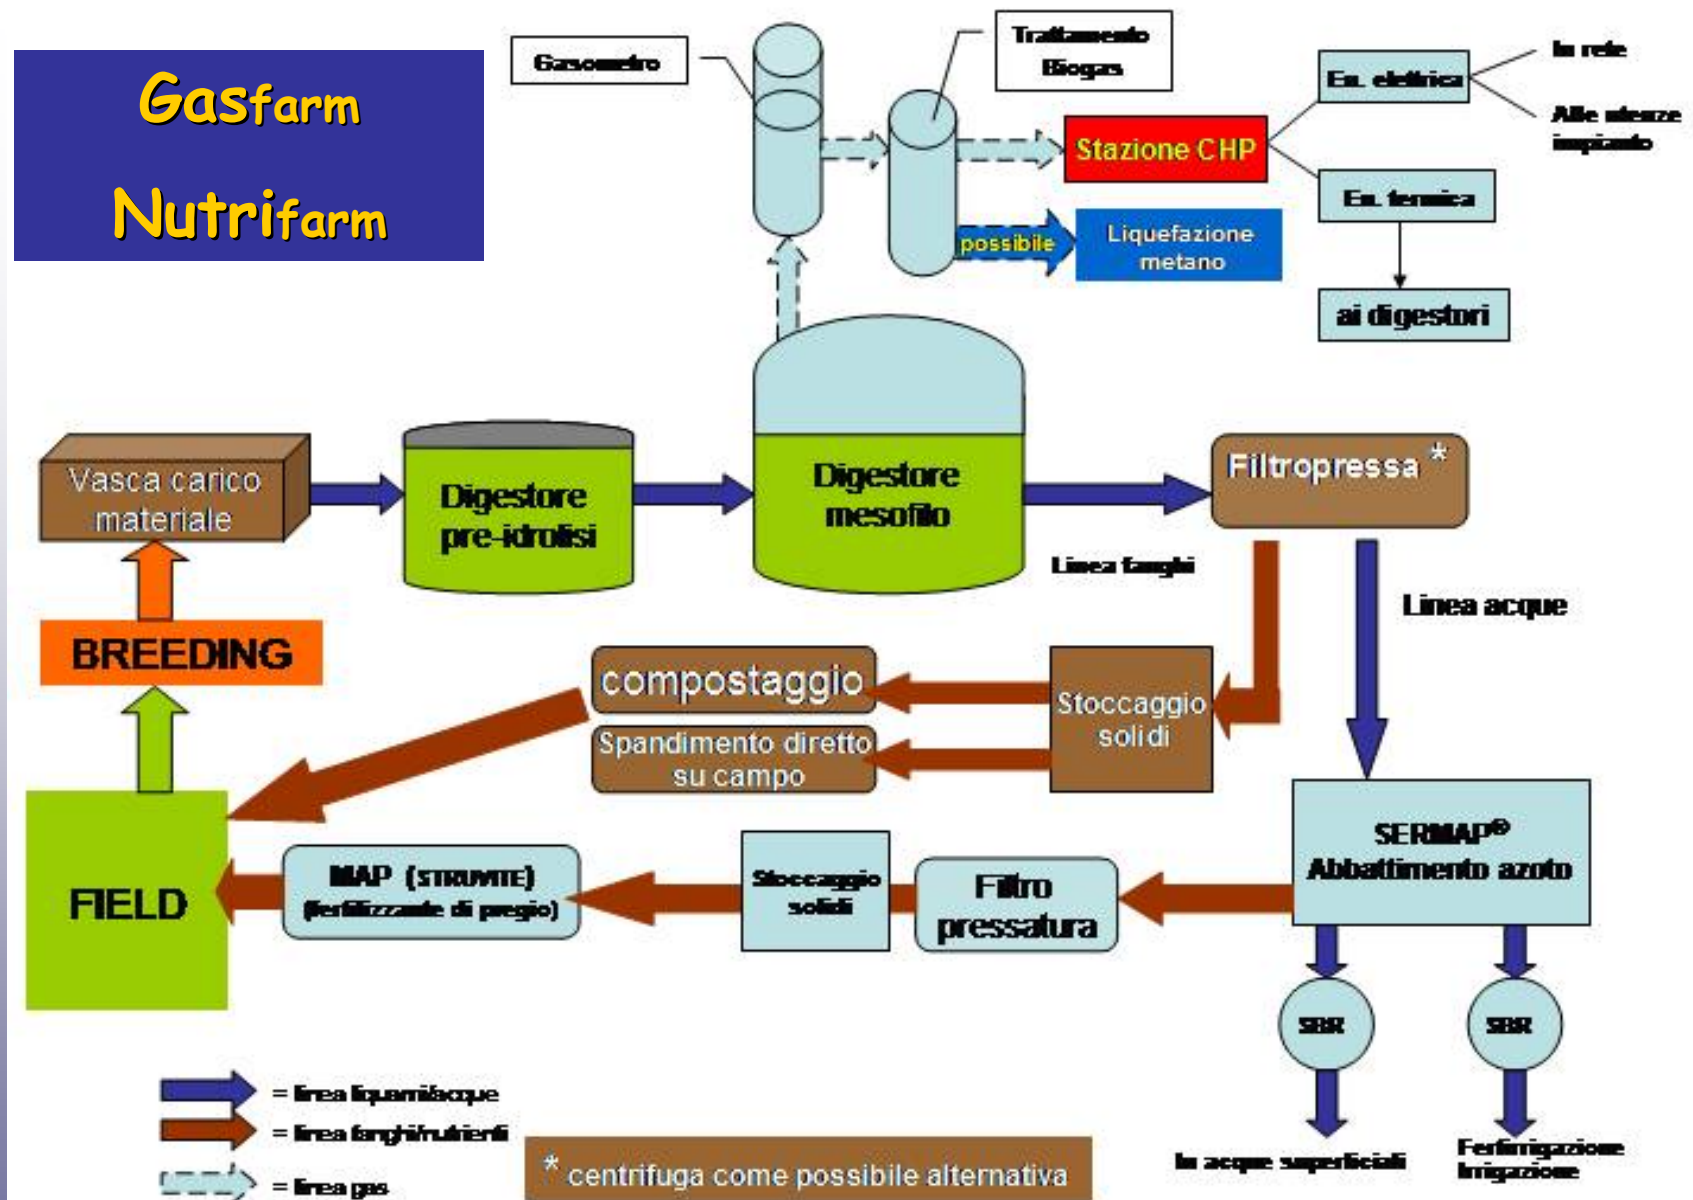 Gasfarm
Nutrifarm
Gasometro
Trattamento
Biogas
Stazione CHP
En. elettrica
In rete
Alle utenze
impianto
En. termica
ai digestori
possibile
Liquefazione
metano
Vasca carico
materiale
Digestore
pre-idrolisi
Digestore
mesofilo
Filtropressa *
Linea fanghi
Linea acque
BREEDING
compostaggio
Spandimento diretto
su campo
Stoccaggio
solidi
SERMAP®
Abbattimento azoto
FIELD
MAP (STRUVITE)
(fertilizzante di pregio)
Stoccaggio
solidi
Filtro
pressatura
SBR
SBR
In acque superficiali
Fertirrigazione
Irrigazione
= linea liquami/acque
= linea fanghi/nutrienti
= linea gas
* centrifuga come possibile alternativa